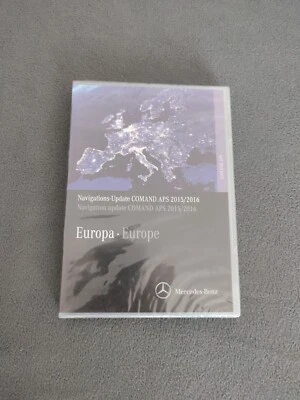 Navigations-Update COMAND APS 2015/2016
Navigation update COMAND APS 2015/2016
Europa · Europe
Mercedes-Benz